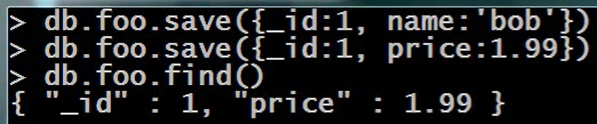 > db.foo.save({_id:1, name:'bob'})
> db.foo.save({_id:1, price:1.99})
> db.foo.find()
{ "_id" : 1, "price" : 1.99 }